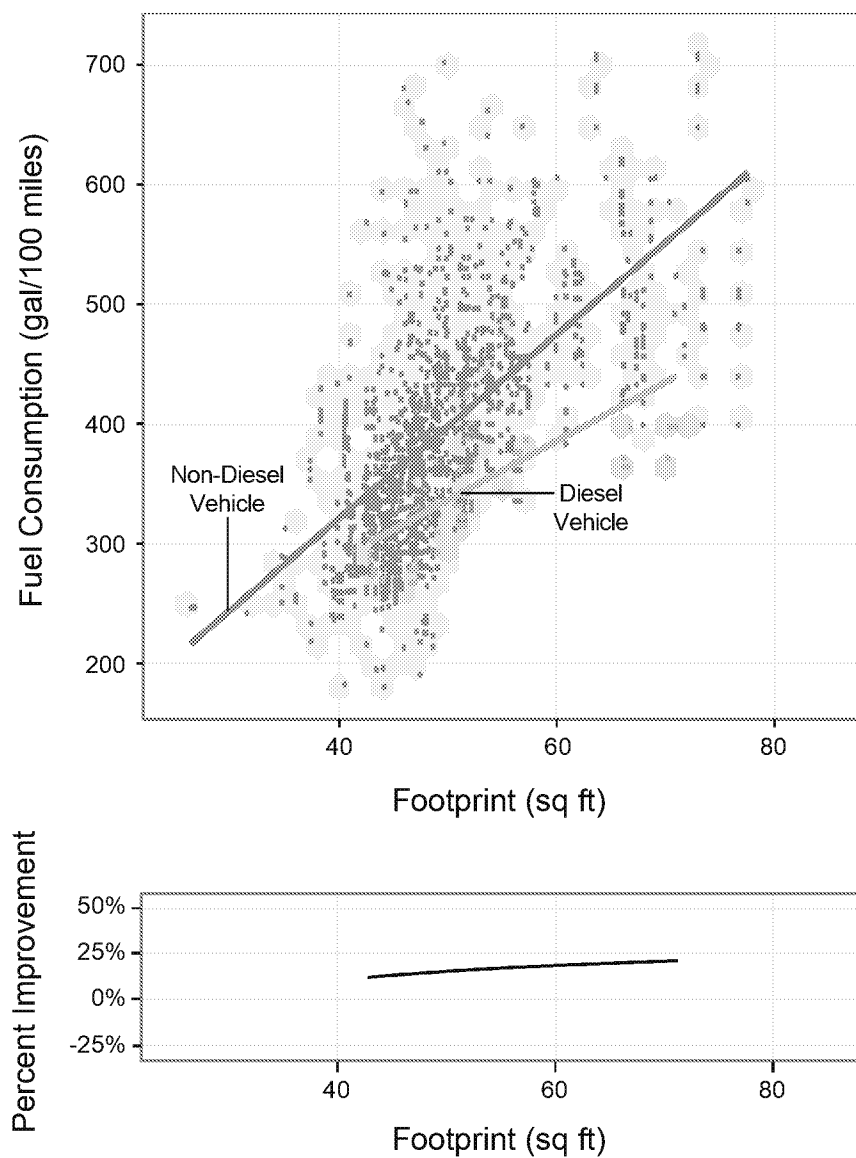 Fuel Consumption (gal/100 miles)
700
600
500
400
300
200
Non-Diesel
Vehicle
Diesel
Vehicle
40
60
80
Footprint (sq ft)
Percent Improvement
50%
25%
0%
-25%
40
60
80
Footprint (sq ft)